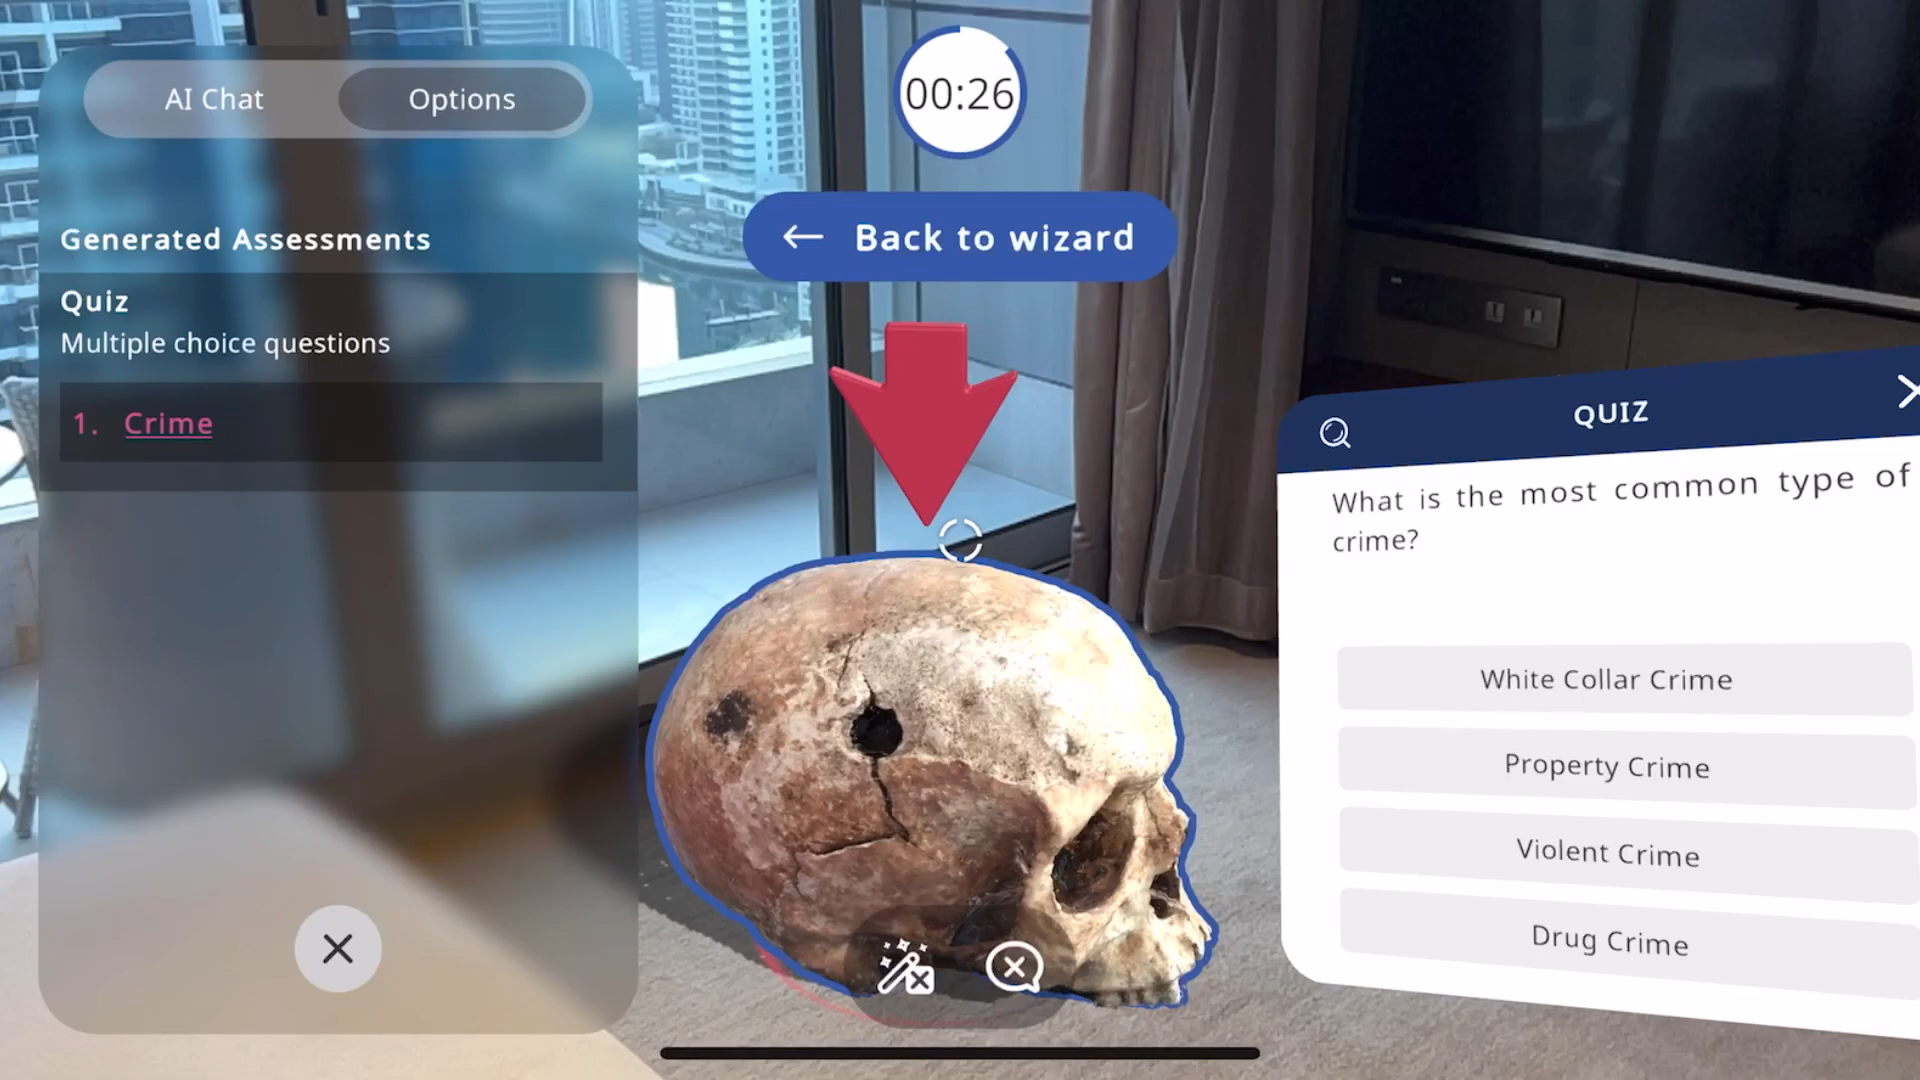 AI Chat
Options
00:26
Back to wizard
Generated Assessments
Quiz
Multiple choice questions
1. Crime
QUIZ
What is the most common type of
crime?
White Collar Crime
Property Crime
Violent Crime
Drug Crime